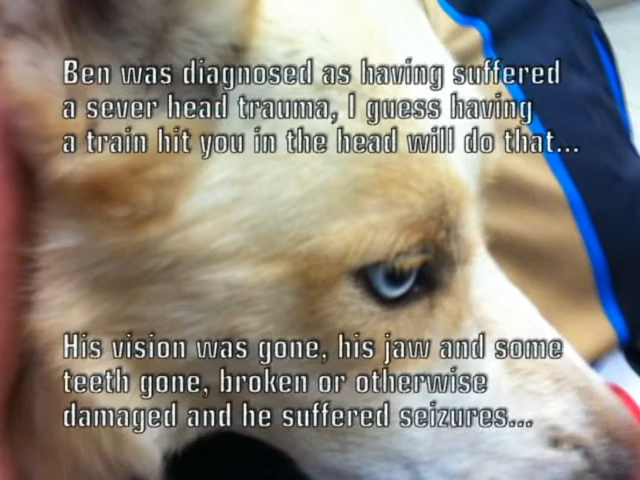 Ben was diagnosed as having suffered
a sever head trauma, I guess having
a train hit you in the head will do that...
His vision was gone, his jaw and some
teeth gone, broken or otherwise
damaged and he suffered seizures...